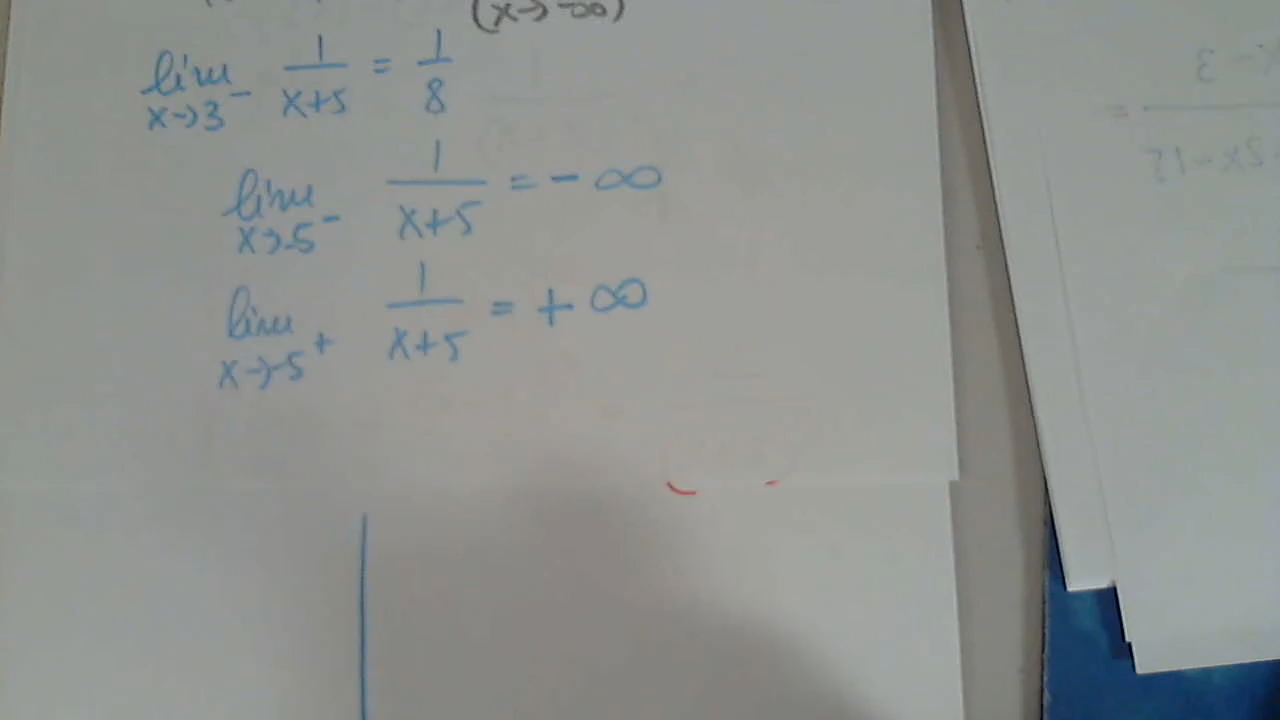 (x→-∞)
lim x→3⁻ 1/(x+5) = 1/8
lim x→-5⁻ 1/(x+5) = -∞
lim x→-5⁺ 1/(x+5) = +∞